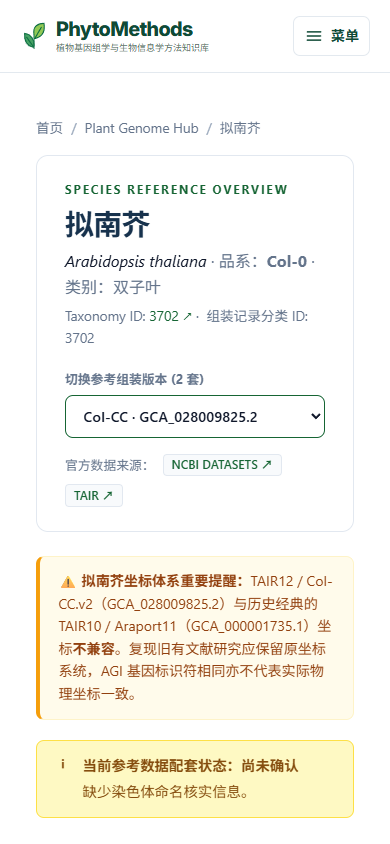 PhytoMethods
植物基因组学与生物信息学方法知识库
菜单
首页 / Plant Genome Hub / 拟南芥
SPECIES REFERENCE OVERVIEW
拟南芥
Arabidopsis thaliana · 品系：Col-0 ·
类别：双子叶
Taxonomy ID: 3702 ↗ · 组装记录分类 ID:
3702
切换参考组装版本 (2 套)
Col-CC · GCA_028009825.2
官方数据来源： NCBI DATASETS ↗
TAIR ↗
⚠️ 拟南芥坐标体系重要提醒：TAIR12 / Col-
CC.v2（GCA_028009825.2）与历史经典的
TAIR10 / Araport11（GCA_000001735.1）坐
标不兼容。复现旧有文献研究应保留原坐标
系统，AGI 基因标识符相同亦不代表实际物
理坐标一致。
i 当前参考数据配套状态：尚未确认
缺少染色体命名核实信息。